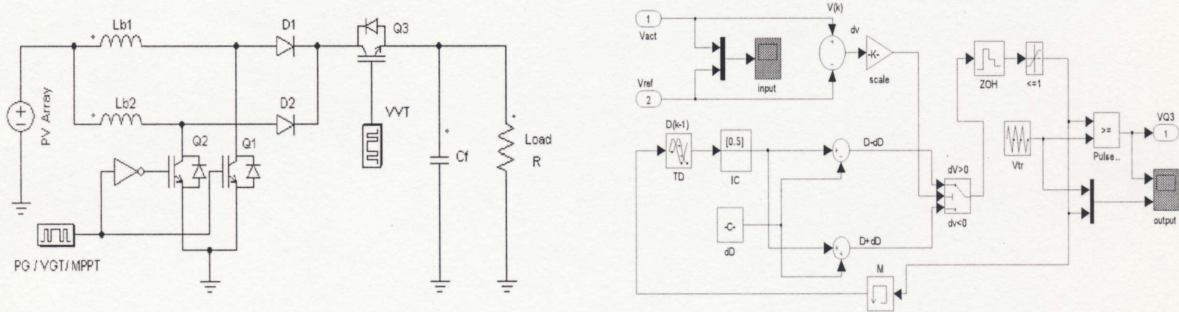 Lb1
D1
Q3
Lb2
D2
PV Array
VVT
Q2
Q1
Cf
Load
R
PG / VGT/ MPPT
1
Vact
V(k)
dv
-K-
scale
input
Vref
2
ZOH
<=1
D(k-1)
TD
[0.5]
IC
D-dD
-C-
dD
D+dD
dV>0
dv<0
Vtr
>=
Pulse...
VQ3
1
output
M